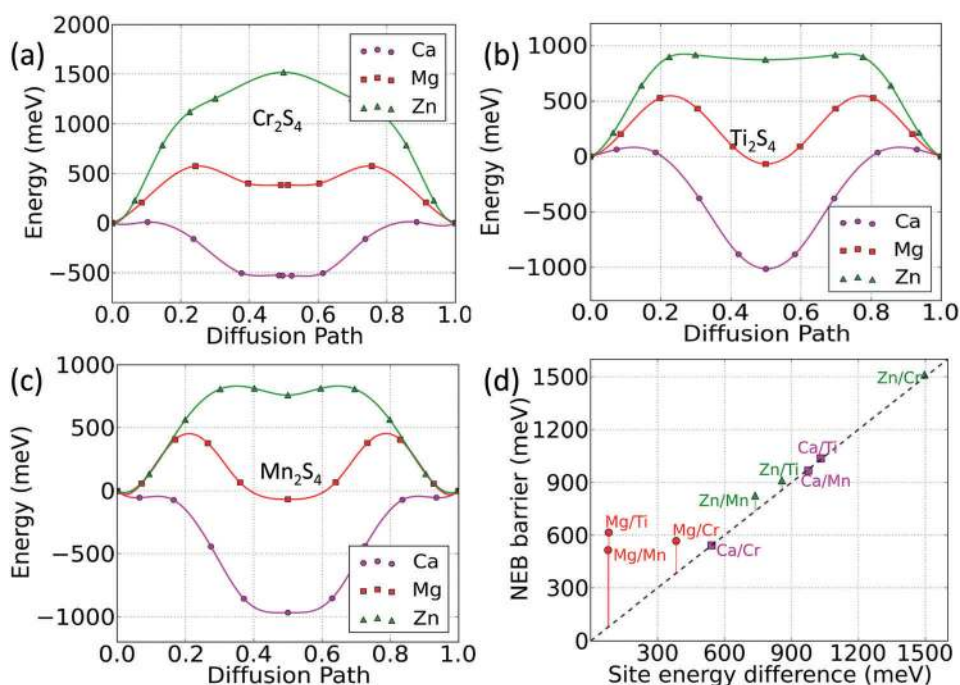 (a)
2000
1500
1000
500
0
−500
Energy (meV)
Cr2S4
Ca
Mg
Zn
0.0 0.2 0.4 0.6 0.8 1.0
Diffusion Path
(b)
1000
500
0
−500
−1000
Energy (meV)
Ti2S4
Ca
Mg
Zn
0.0 0.2 0.4 0.6 0.8 1.0
Diffusion Path
(c)
1000
500
0
−500
−1000
Energy (meV)
Mn2S4
Ca
Mg
Zn
0.0 0.2 0.4 0.6 0.8 1.0
Diffusion Path
(d)
1500
1200
900
600
300
0
NEB barrier (meV)
Zn/Cr
Ca/Ti
Zn/Ti
Ca/Mn
Zn/Mn
Mg/Ti
Mg/Cr
Mg/Mn
Ca/Cr
300 600 900 1200 1500
Site energy difference (meV)